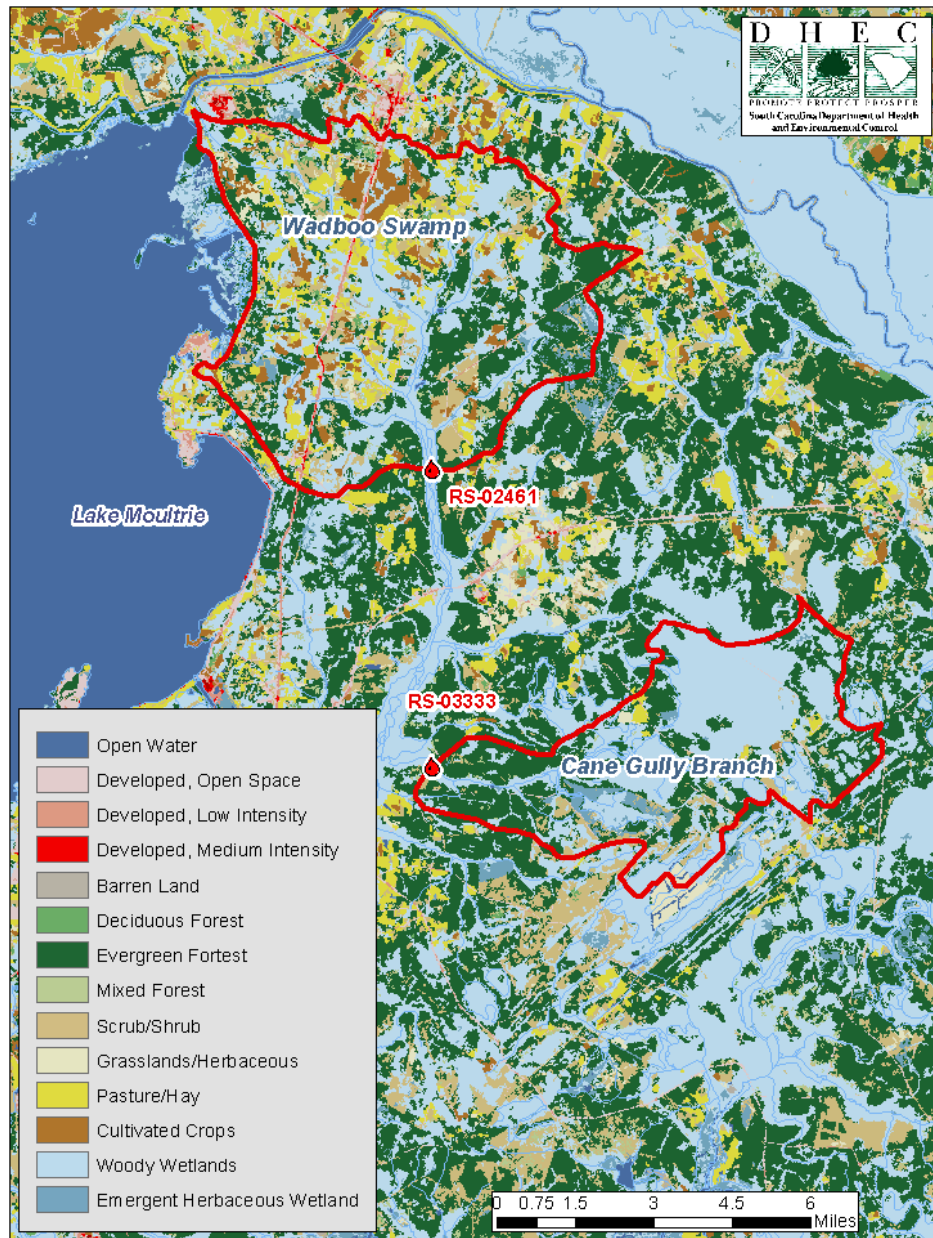 D H E C
PROMOTE PROTECT PROSPER
South Carolina Department of Health
and Environmental Control
Wadboo Swamp
RS-02461
Lake Moultrie
RS-03333
Cane Gully Branch
Open Water
Developed, Open Space
Developed, Low Intensity
Developed, Medium Intensity
Barren Land
Deciduous Forest
Evergreen Fortest
Mixed Forest
Scrub/Shrub
Grasslands/Herbaceous
Pasture/Hay
Cultivated Crops
Woody Wetlands
Emergent Herbaceous Wetland
0 0.75 1.5 3 4.5 6
Miles